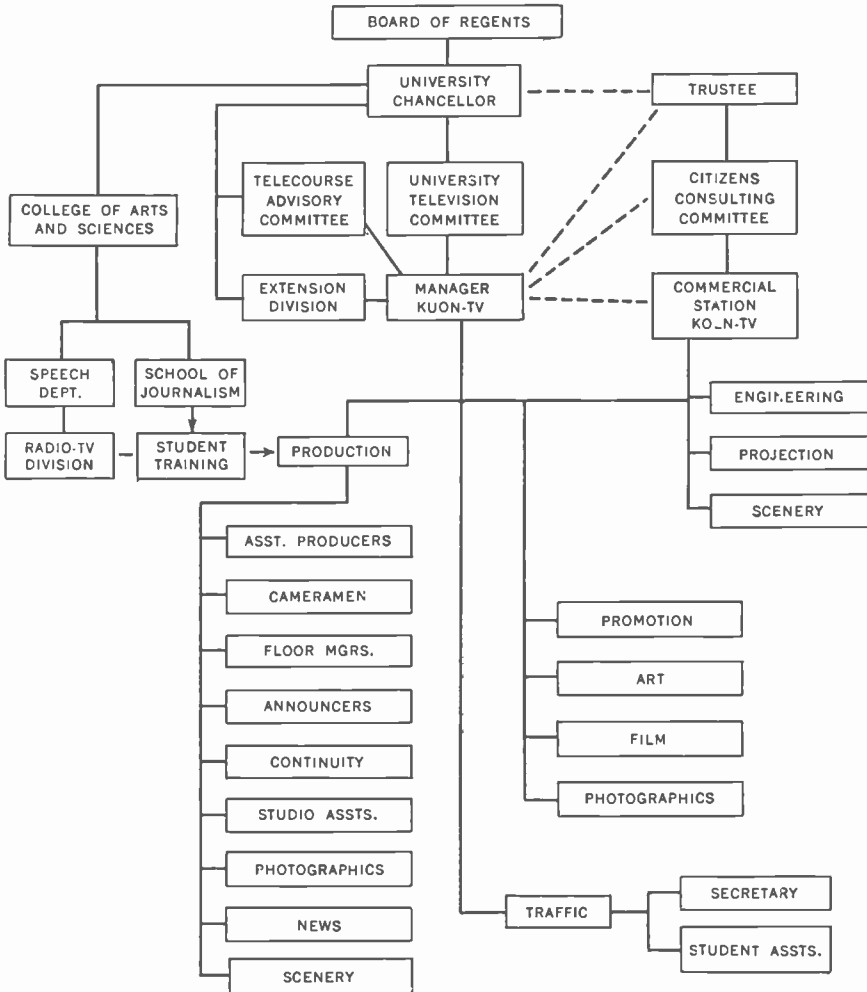 BOARD OF REGENTS
UNIVERSITY
CHANCELLOR
TRUSTEE
TELECOURSE
ADVISORY
COMMITTEE
UNIVERSITY
TELEVISION
COMMITTEE
CITIZENS
CONSULTING
COMMITTEE
COLLEGE OF ARTS
AND SCIENCES
EXTENSION
DIVISION
MANAGER
KUON-TV
COMMERCIAL
STATION
SPEECH
DEPT.
SCHOOL OF
JOURNALISM
ENGINEERING
RADIO-TV
DIVISION
STUDENT
TRAINING
PRODUCTION
PROJECTION
SCENERY
ASST. PRODUCERS
CAMERAMEN
FLOOR MGRS.
ANNOUNCERS
CONTINUITY
STUDIO ASSTS.
PHOTOGRAPHICS
NEWS
SCENERY
PROMOTION
ART
FILM
PHOTOGRAPHICS
TRAFFIC
SECRETARY
STUDENT ASSTS.